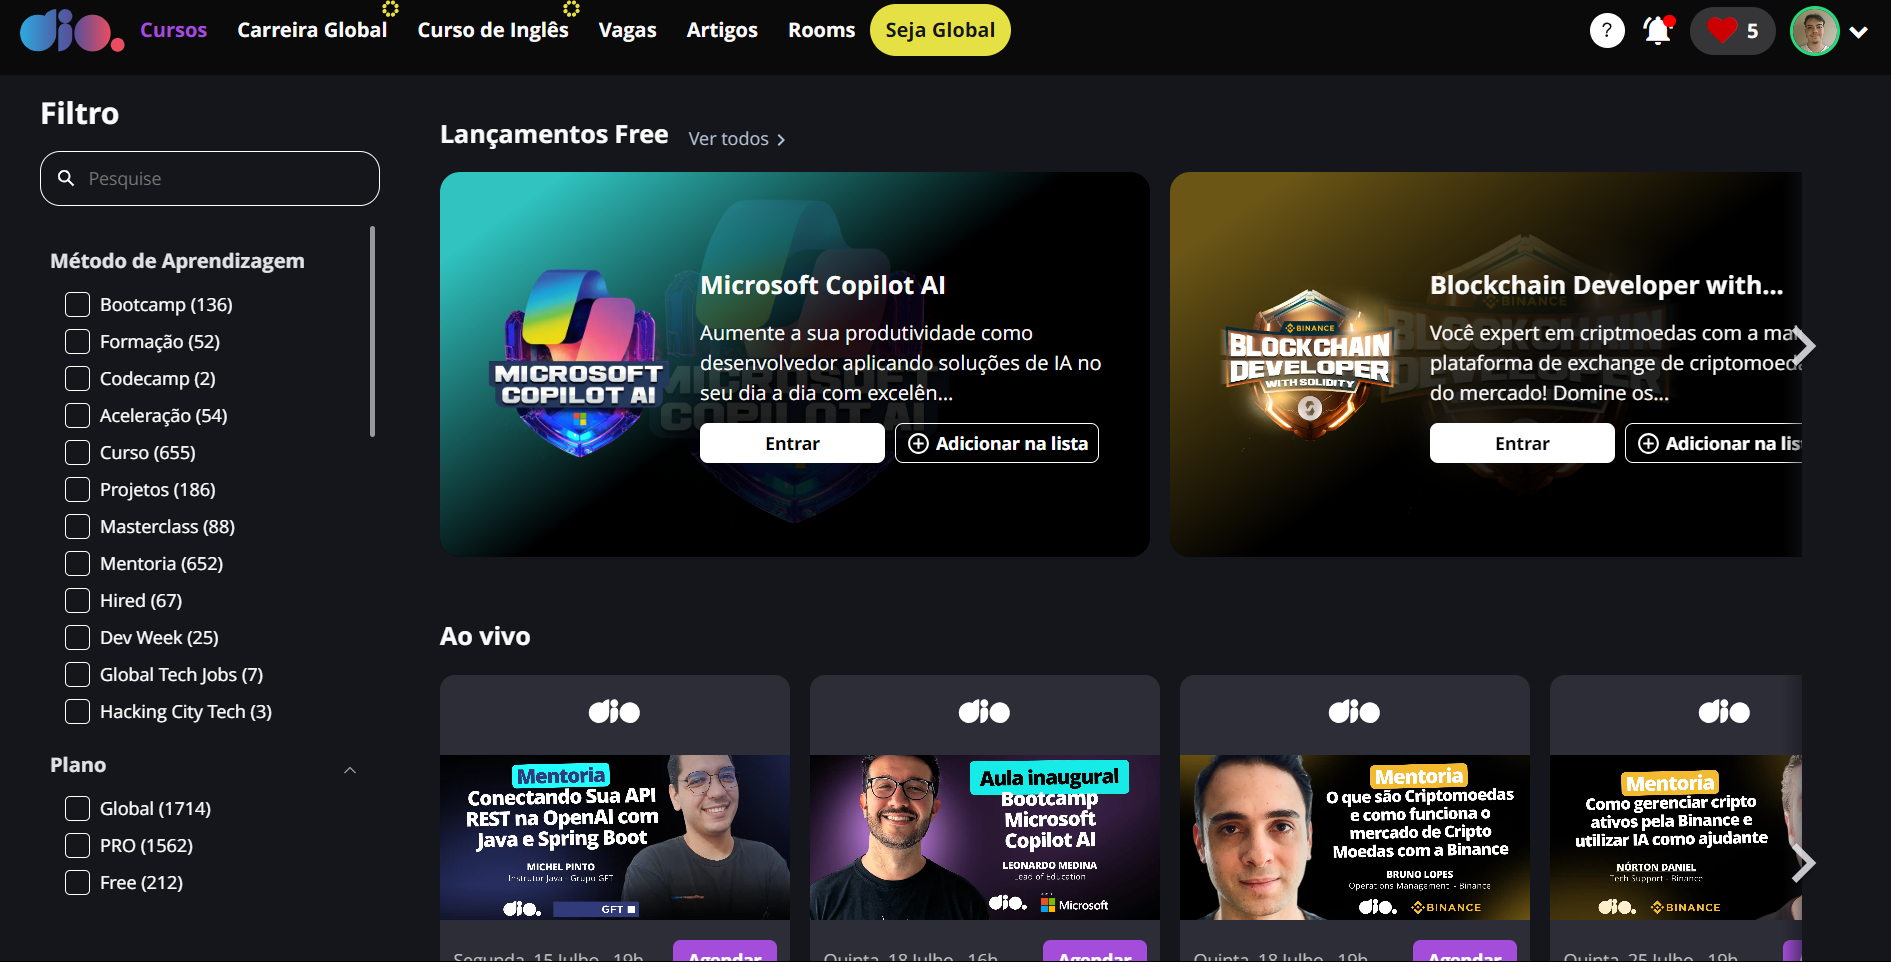 dio.
Cursos
Carreira Global
Curso de Inglês
Vagas
Artigos
Rooms
Seja Global
?
5
Filtro
Pesquise
Método de Aprendizagem
Bootcamp (136)
Formação (52)
Codecamp (2)
Aceleração (54)
Curso (655)
Projetos (186)
Masterclass (88)
Mentoria (652)
Hired (67)
Dev Week (25)
Global Tech Jobs (7)
Hacking City Tech (3)
Plano
Global (1714)
PRO (1562)
Free (212)
Lançamentos Free
Ver todos
MICROSOFT
COPILOT AI
MICROSOFT
COPILOT AI
Microsoft Copilot AI
Aumente a sua produtividade como
desenvolvedor aplicando soluções de IA no
seu dia a dia com excelên...
Entrar
Adicionar na lista
BINANCE
BLOCKCHAIN
DEVELOPER
WITH SOLIDITY
BINANCE
BLOCKCHAIN
DEVELOPER
Blockchain Developer with...
Você expert em criptmoedas com a
plataforma de exchange de
do mercado! Domine os...
Entrar
Adicionar na
Ao vivo
dio
Mentoria
Conectando Sua API
REST na OpenAI com
Java e Spring Boot
MICHEL PINTO
Instrutor Java - Grupo GFT
dio.
GFT
Segunda, 15 Julho - 19h
Agendar
dio
Aula inaugural
Bootcamp
Microsoft
Copilot AI
LEONARDO MEDINA
Lead of Education
dio.
Microsoft
Quinta, 18 Julho - 16h
Agendar
dio
Mentoria
O que são Criptomoedas
e como funciona o
mercado de Cripto
Moedas com a Binance
BRUNO LOPES
Operations Management - Binance
dio.
BINANCE
Quinta, 18 Julho - 19h
Agendar
dio
Mentoria
Como gerenciar cripto
ativos pela Binance e
utilizar IA como ajudante
NÓRTON DANIEL
Tech Support - Binance
dio.
BINANCE
Quinta, 25 Julho - 19h